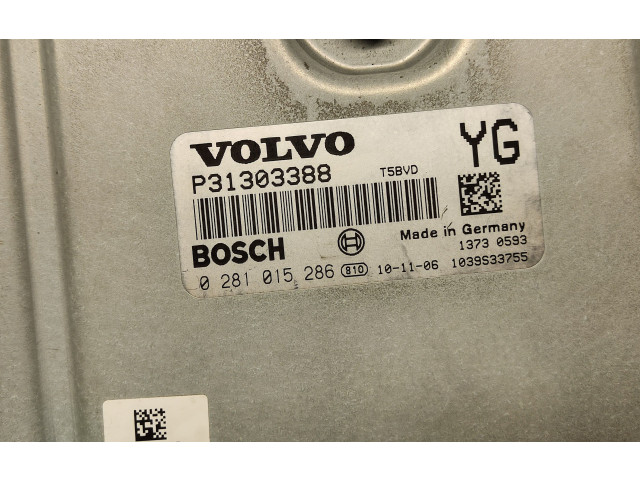 VOLVO YG
P31303388 T5BVD
BOSCH Made in Germany
1373 0593
0 281 015 286 810 10-11-06 1039S33755